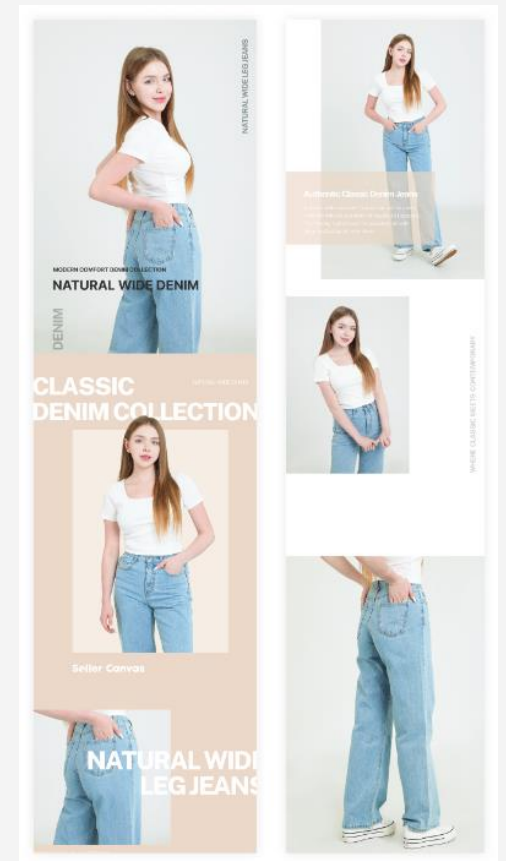 NATURAL WIDE LEG JEANS
MODERN COMFORT DENIM COLLECTION
NATURAL WIDE DENIM
DENIM
CLASSIC
DENIM COLLECTION
Seller Canvas
NATURAL WIDE
LEG JEANS
Authentic Classic Denim Jeans
WHERE CLASSIC MEETS CONTEMPORARY